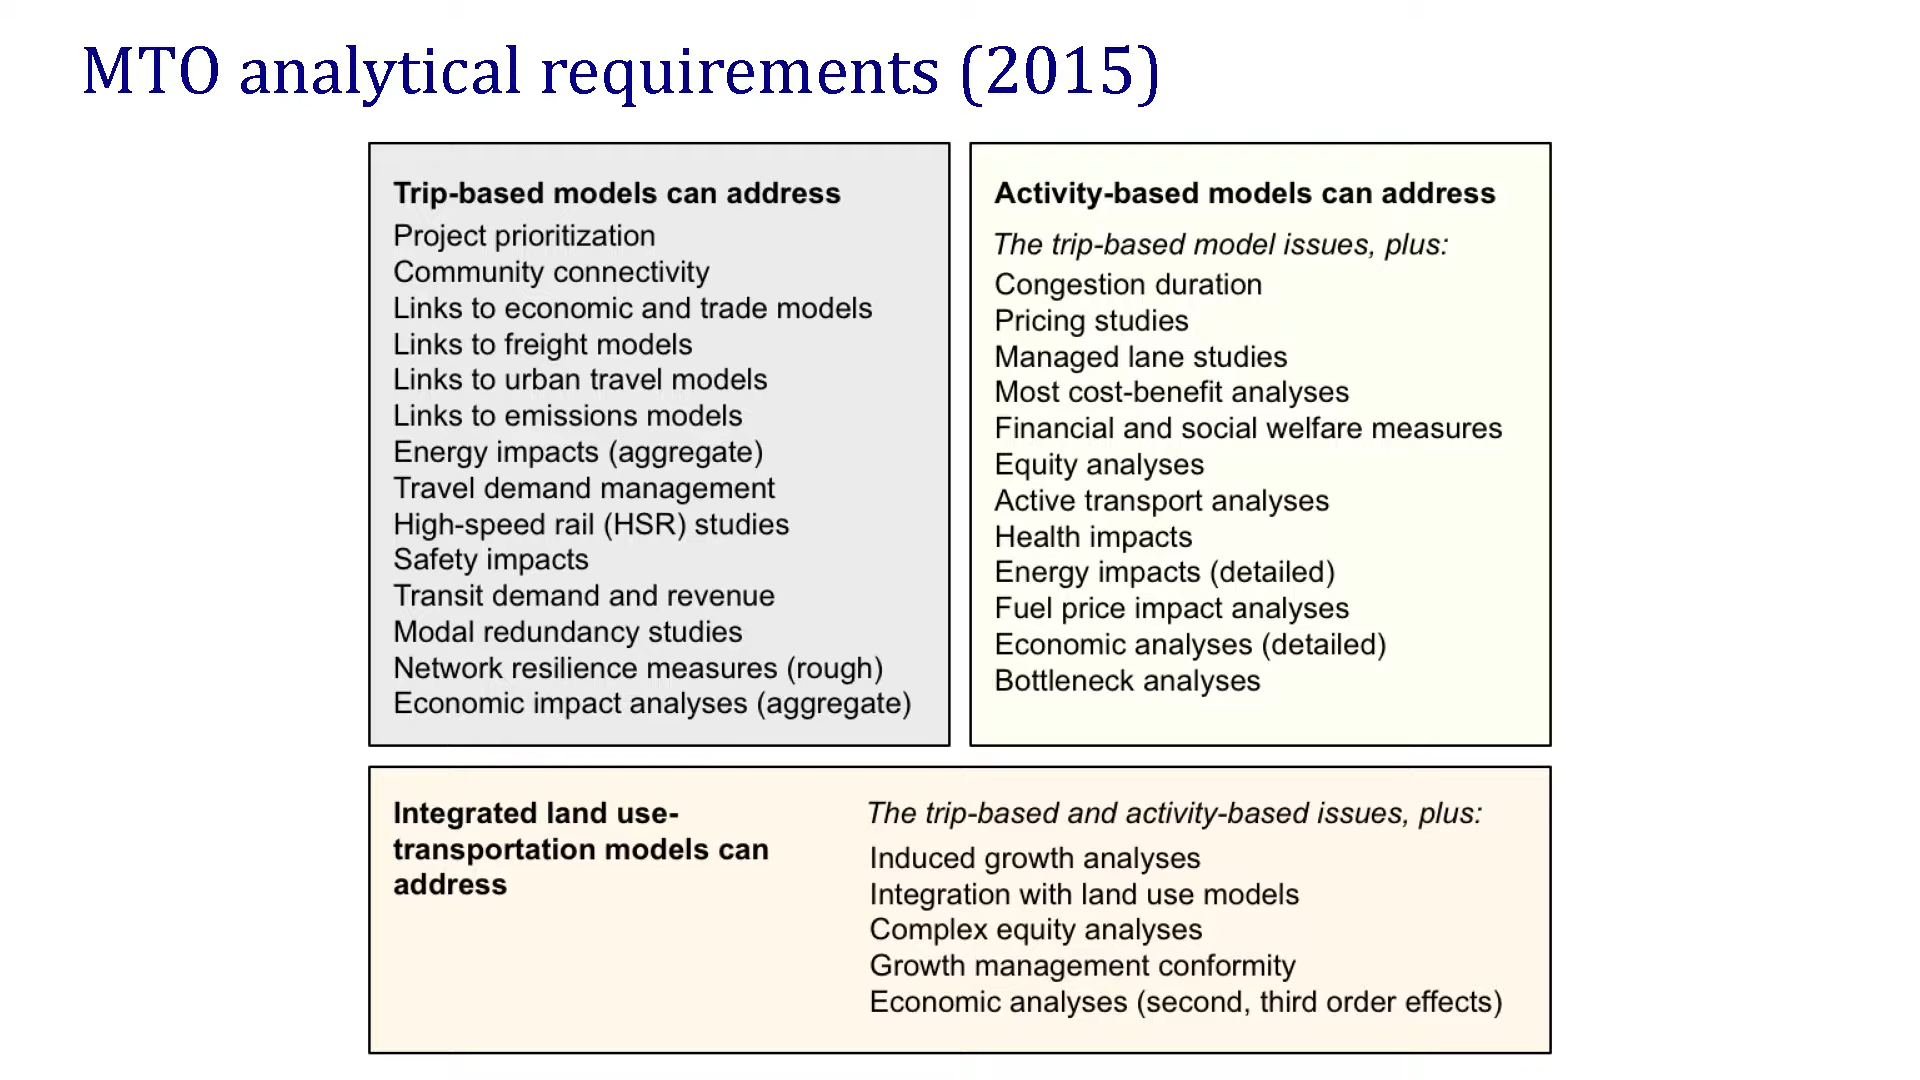 MTO analytical requirements (2015)
Trip-based models can address
Project prioritization
Community connectivity
Links to economic and trade models
Links to freight models
Links to urban travel models
Links to emissions models
Energy impacts (aggregate)
Travel demand management
High-speed rail (HSR) studies
Safety impacts
Transit demand and revenue
Modal redundancy studies
Network resilience measures (rough)
Economic impact analyses (aggregate)
Activity-based models can address
The trip-based model issues, plus:
Congestion duration
Pricing studies
Managed lane studies
Most cost-benefit analyses
Financial and social welfare measures
Equity analyses
Active transport analyses
Health impacts
Energy impacts (detailed)
Fuel price impact analyses
Economic analyses (detailed)
Bottleneck analyses
Integrated land use-
transportation models can
address
The trip-based and activity-based issues, plus:
Induced growth analyses
Integration with land use models
Complex equity analyses
Growth management conformity
Economic analyses (second, third order effects)